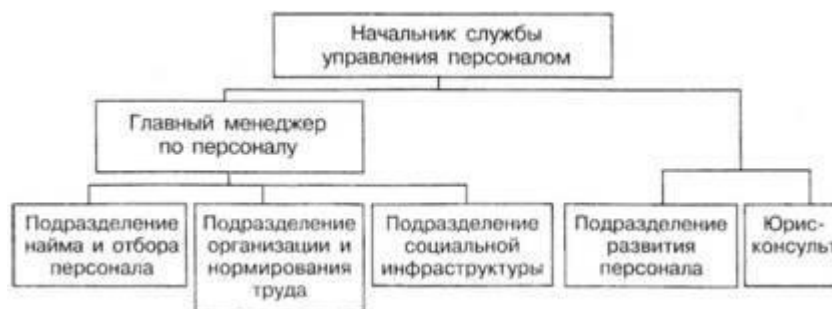 Начальник службы
управления персоналом
Главный менеджер
по персоналу
Подразделение
найма и отбора
персонала
Подразделение
организации и
нормирования
труда
Подразделение
социальной
инфраструктуры
Подразделение
развития
персонала
Юрис-
консульт